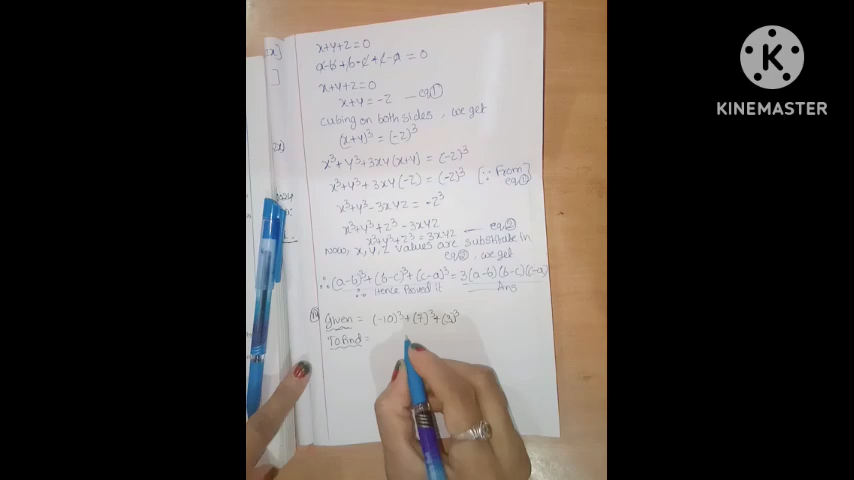 x+y+z=0
a-b+b-c+c-a=0
x+y+z=0
x+y=-z — eq①
cubing on both sides, we get
(x+y)³=(-z)³
x³+y³+3xy(x+y)=(-z)³
x³+y³+3xy(-z)=(-z)³ [∵ From eq①]
x³+y³-3xyz=-z³
x³+y³+z³-3xyz
x³+y³+z³=3xyz — eq②
Now, x,y,z values are substitute in
eq②, we get
∴(a-b)³+(b-c)³+(c-a)³=3(a-b)(b-c)(c-a)
∴ Hence Proved it Ans
Given = (-10)³+(7)³+(3)³
To find =
K
KINEMASTER